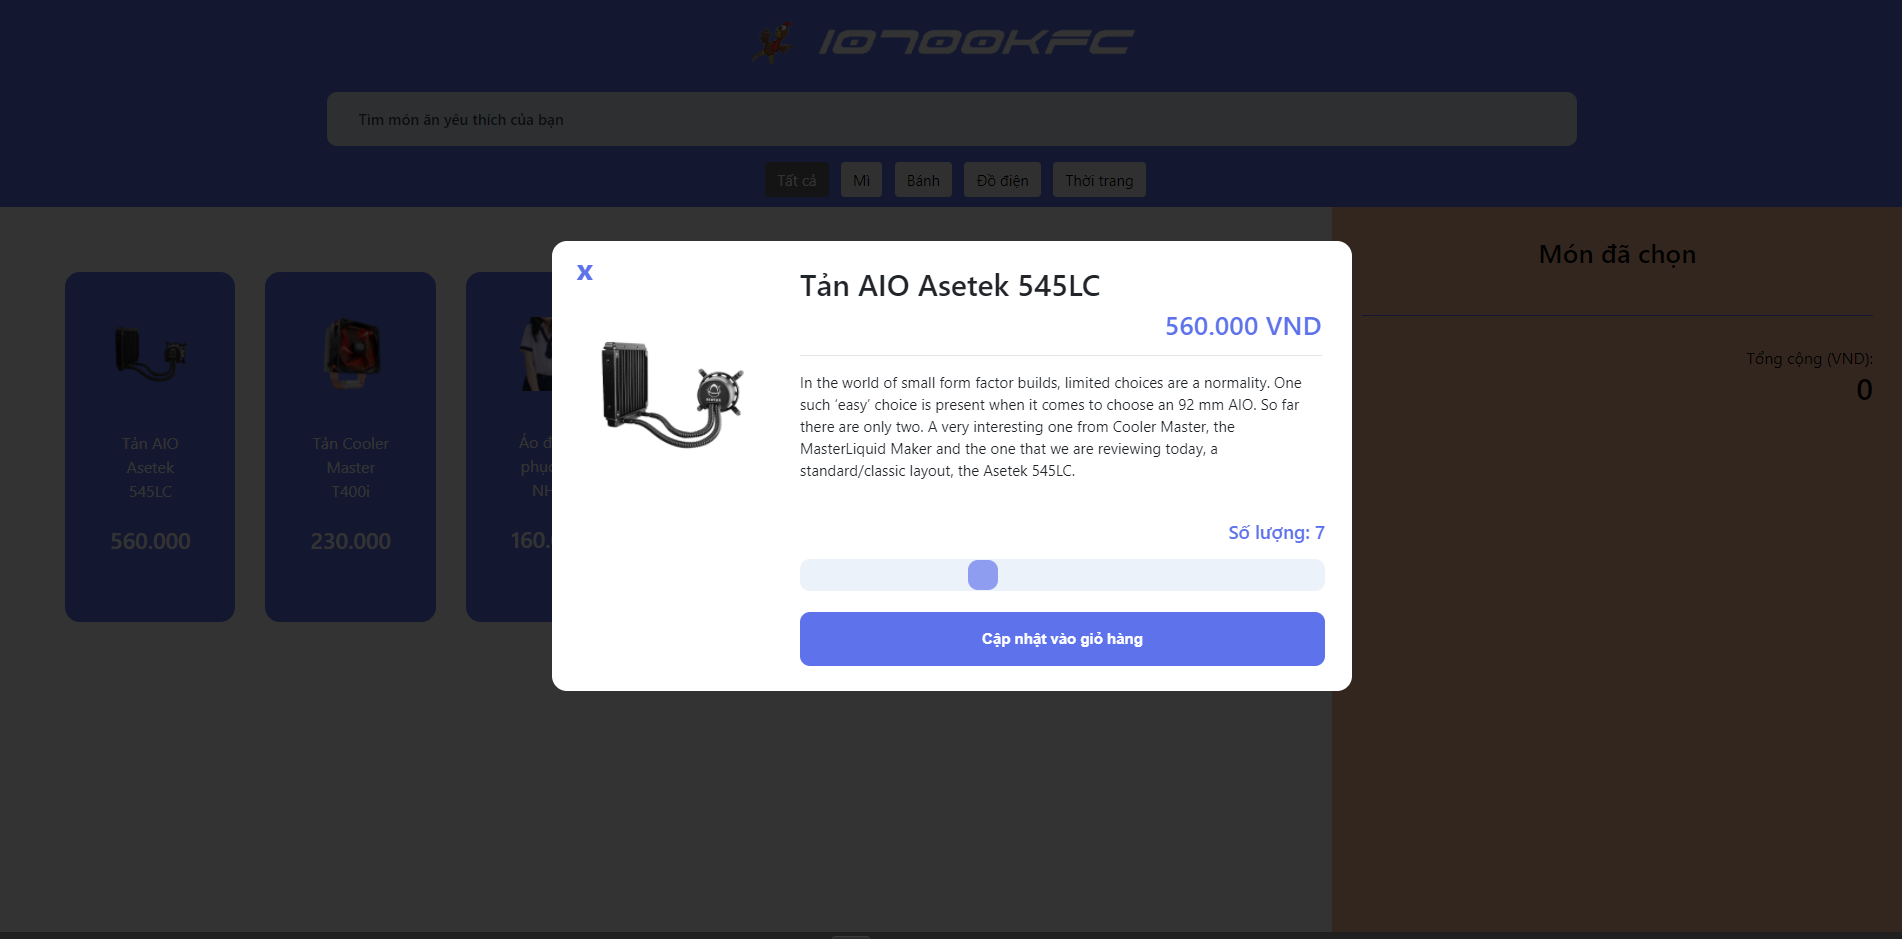 10700KFC
Tìm món ăn yêu thích của bạn
Tất cả
Mì
Bánh
Đồ điện
Thời trang
Món đã chọn
Tổng cộng (VND):
0
Tản AIO
Asetek
545LC
560.000
Tản Cooler
Master
T400i
230.000
Áo đ
phục
NH
160.
x
Tản AIO Asetek 545LC
560.000 VND
In the world of small form factor builds, limited choices are a normality. One
such ‘easy’ choice is present when it comes to choose an 92 mm AIO. So far
there are only two. A very interesting one from Cooler Master, the
MasterLiquid Maker and the one that we are reviewing today, a
standard/classic layout, the Asetek 545LC.
Số lượng: 7
Cập nhật vào giỏ hàng